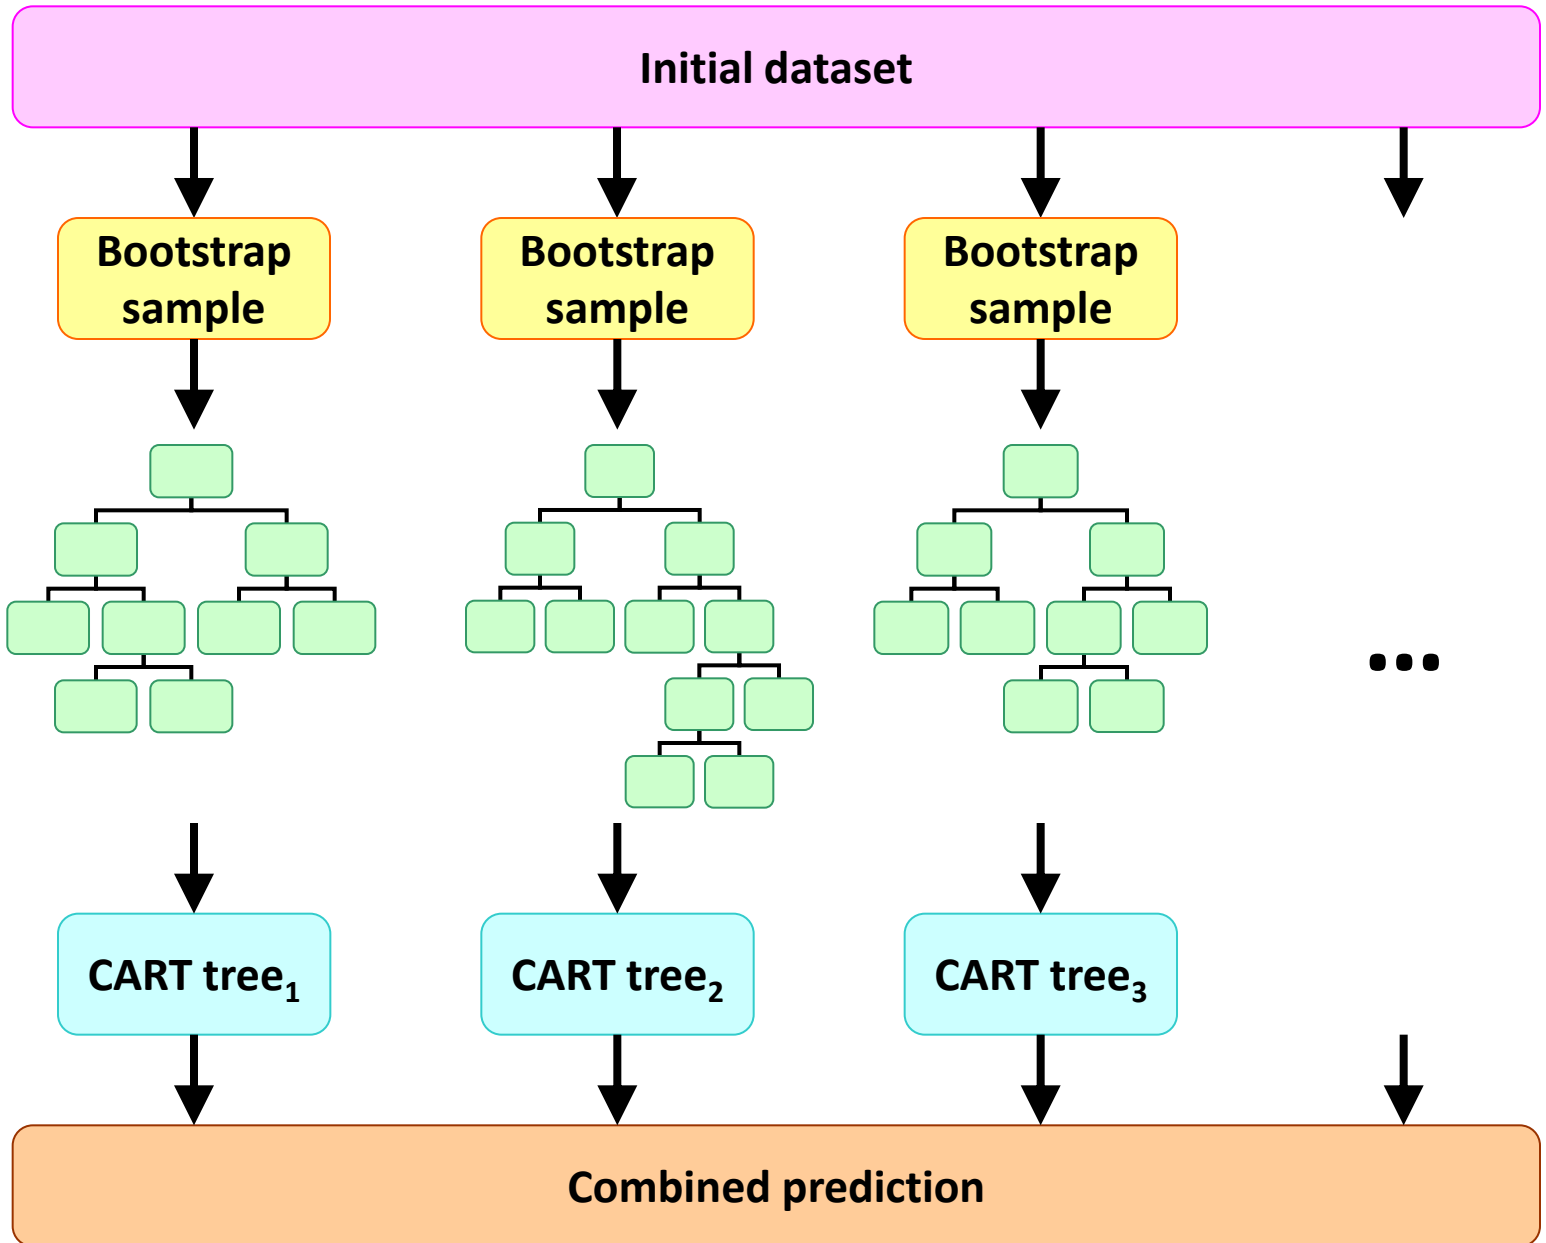 Initial dataset
Bootstrap
sample
Bootstrap
sample
Bootstrap
sample
...
CART tree₁
CART tree₂
CART tree₃
Combined prediction